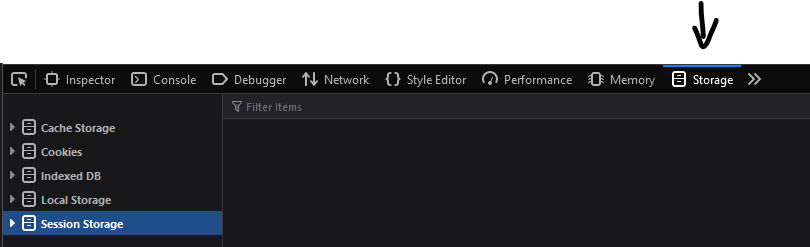 Inspector Console Debugger Network Style Editor Performance Memory Storage
Filter Items
Cache Storage
Cookies
Indexed DB
Local Storage
Session Storage